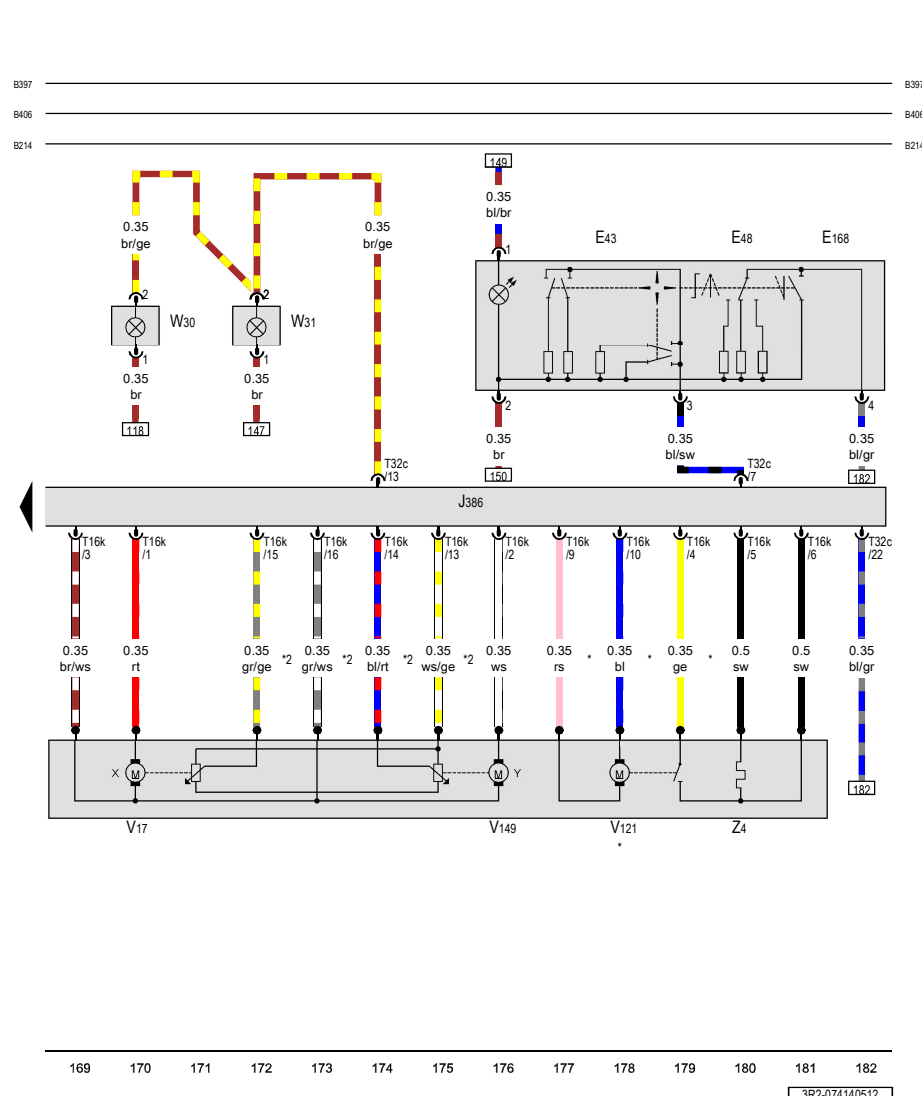 B397 B397
B406 B406
B214 B214
149
0.35
bl/br
0.35
br/ge
0.35
br/ge
E43 E48 E168
1
2
2
W30
W31
1
1
0.35
br
0.35
br
118
147
2
3
4
0.35
br
0.35
bl/sw
0.35
bl/gr
T32c
/13
150
T32c
/7
182
J386
T16k
/3
T16k
/1
T16k
/15
T16k
/16
T16k
/14
T16k
/13
T16k
/2
T16k
/9
T16k
/10
T16k
/4
T16k
/5
T16k
/6
T32c
/22
0.35 0.35 0.35 0.35 0.35 0.35 0.35 0.35 0.35 0.35 0.5 0.5 0.35
br/ws rt gr/ge *2 gr/ws *2 bl/rt *2 ws/ge *2 ws rs * bl * ge * sw sw bl/gr
X M M Y M
182
V17 V149 V121 Z4
*
169 170 171 172 173 174 175 176 177 178 179 180 181 182
3R2-074140512